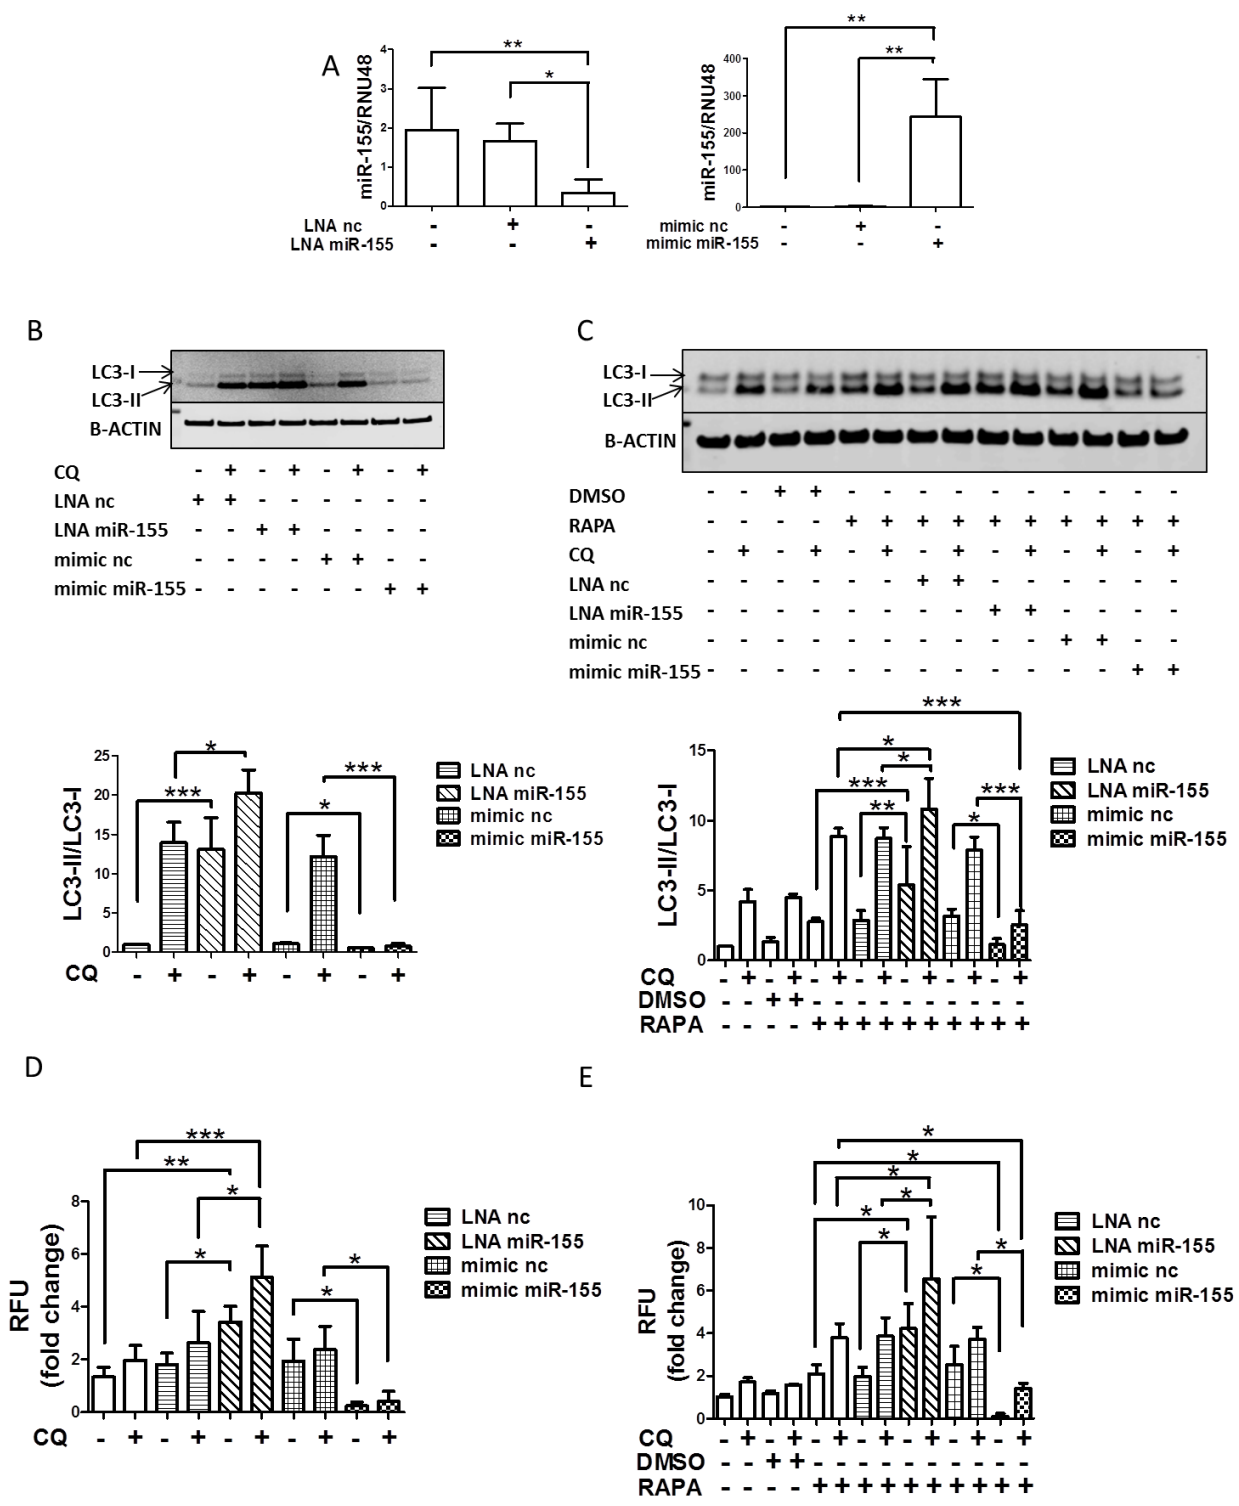 A
miR-155/RNU48
4
3
2
1
0
**
*
LNA nc - + -
LNA miR-155 - - +
miR-155/RNU48
400
300
200
100
0
**
**
mimic nc - + -
mimic miR-155 - - +
B
LC3-I
LC3-II
B-ACTIN
CQ - + - + - + - +
LNA nc + + - - - - - -
LNA miR-155 - - + + - - - -
mimic nc - - - - + + - -
mimic miR-155 - - - - - - + +
LC3-II/LC3-I
25
20
15
10
5
0
***
*
*
***
CQ - + - + - + - +
LNA nc
LNA miR-155
mimic nc
mimic miR-155
C
LC3-I
LC3-II
B-ACTIN
DMSO - - + + - - - - - - - - - -
RAPA - - - - + + + + + + + + + +
CQ - + - + - + - + - + - + - +
LNA nc - - - - - - + + - - - - - -
LNA miR-155 - - - - - - - - + + - - - -
mimic nc - - - - - - - - - - + + - -
mimic miR-155 - - - - - - - - - - - - + +
LC3-II/LC3-I
15
10
5
0
***
*
*
***
**
***
*
CQ - + - + - + - + - + - + - +
DMSO - - + + - - - - - - - - - -
RAPA - - - - + + + + + + + + + +
LNA nc
LNA miR-155
mimic nc
mimic miR-155
D
RFU
(fold change)
8
6
4
2
0
***
**
*
*
*
*
CQ - + - + - + - + - +
LNA nc
LNA miR-155
mimic nc
mimic miR-155
E
RFU
(fold change)
10
8
6
4
2
0
*
*
*
*
*
*
*
*
CQ - + - + - + - + - + - + - +
DMSO - - + + - - - - - - - - - -
RAPA - - - - + + + + + + + + + +
LNA nc
LNA miR-155
mimic nc
mimic miR-155